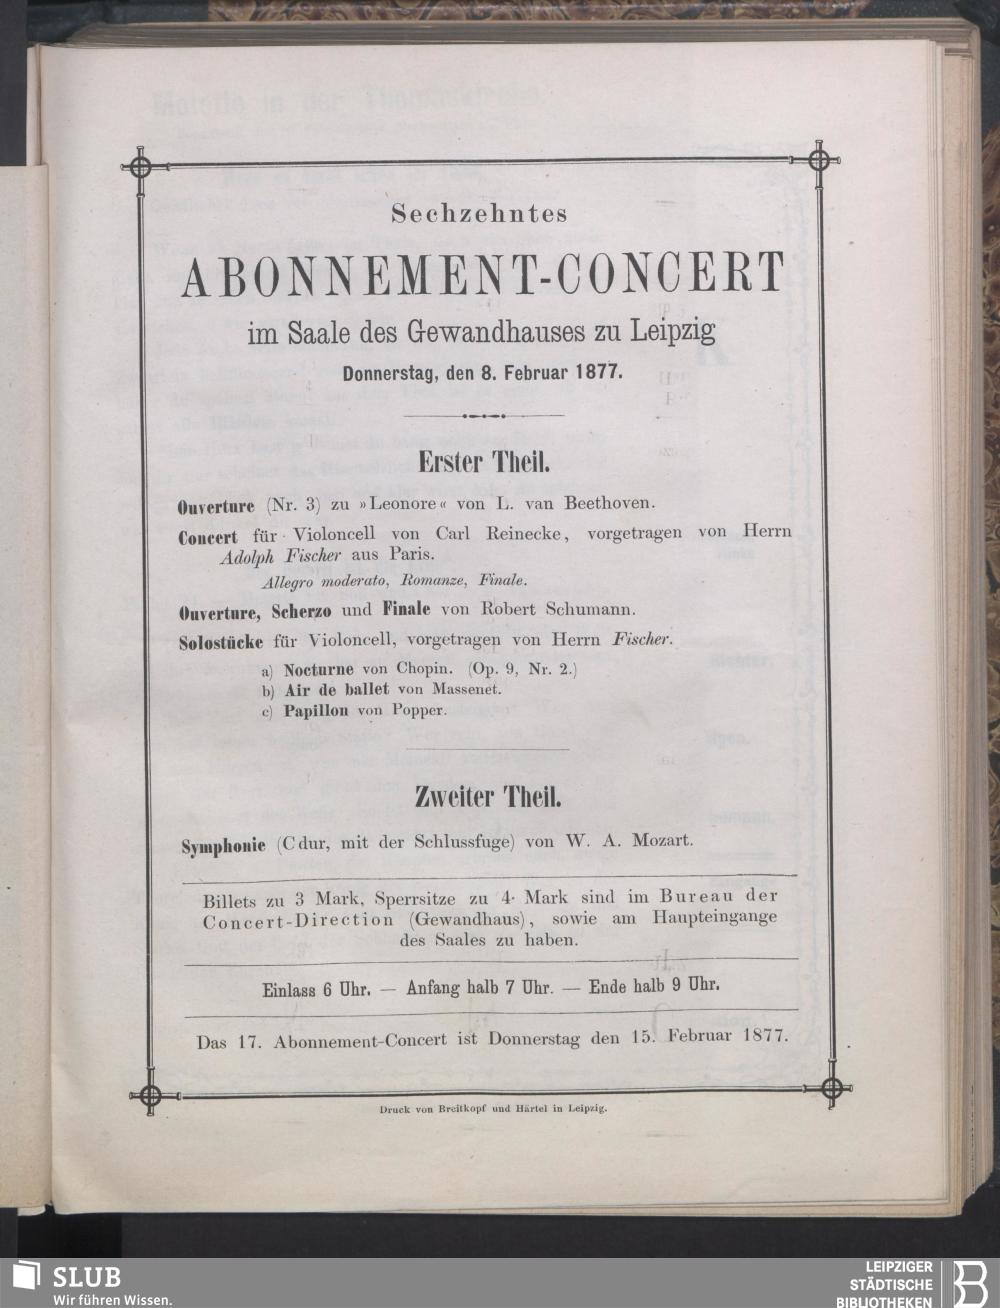 Sechzehntes
ABONNEMENT-CONCERT
im Saale des Gewandhauses zu Leipzig
Donnerstag, den 8. Februar 1877.
Erster Theil.
Ouverture (Nr. 3) zu »Leonore« von L. van Beethoven.
Concert für Violoncell von Carl Reinecke, vorgetragen von Herrn
Adolph Fischer aus Paris.
Allegro moderato, Romanze, Finale.
Ouverture, Scherzo und Finale von Robert Schumann.
Solostücke für Violoncell, vorgetragen von Herrn Fischer.
a) Nocturne von Chopin. (Op. 9, Nr. 2.)
b) Air de ballet von Massenet.
c) Papillon von Popper.
Zweiter Theil.
Symphonie (C dur, mit der Schlussfuge) von W. A. Mozart.
Billets zu 3 Mark, Sperrsitze zu 4 Mark sind im Bureau der
Concert-Direction (Gewandhaus), sowie am Haupteingange
des Saales zu haben.
Einlass 6 Uhr. — Anfang halb 7 Uhr. — Ende halb 9 Uhr.
Das 17. Abonnement-Concert ist Donnerstag den 15. Februar 1877.
Druck von Breitkopf und Härtel in Leipzig.
SLUB
Wir führen Wissen.
LEIPZIGER
STÄDTISCHE
BIBLIOTHEKEN